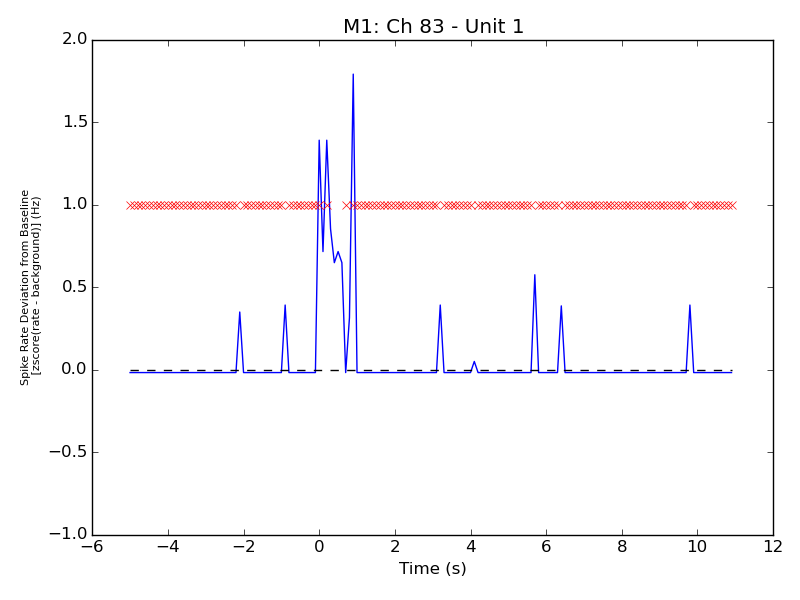 M1: Ch 83 - Unit 1
2.0
1.5
1.0
0.5
0.0
−0.5
−1.0
Spike Rate Deviation from Baseline
[zscore(rate - background)] (Hz)
−6 −4 −2 0 2 4 6 8 10 12
Time (s)